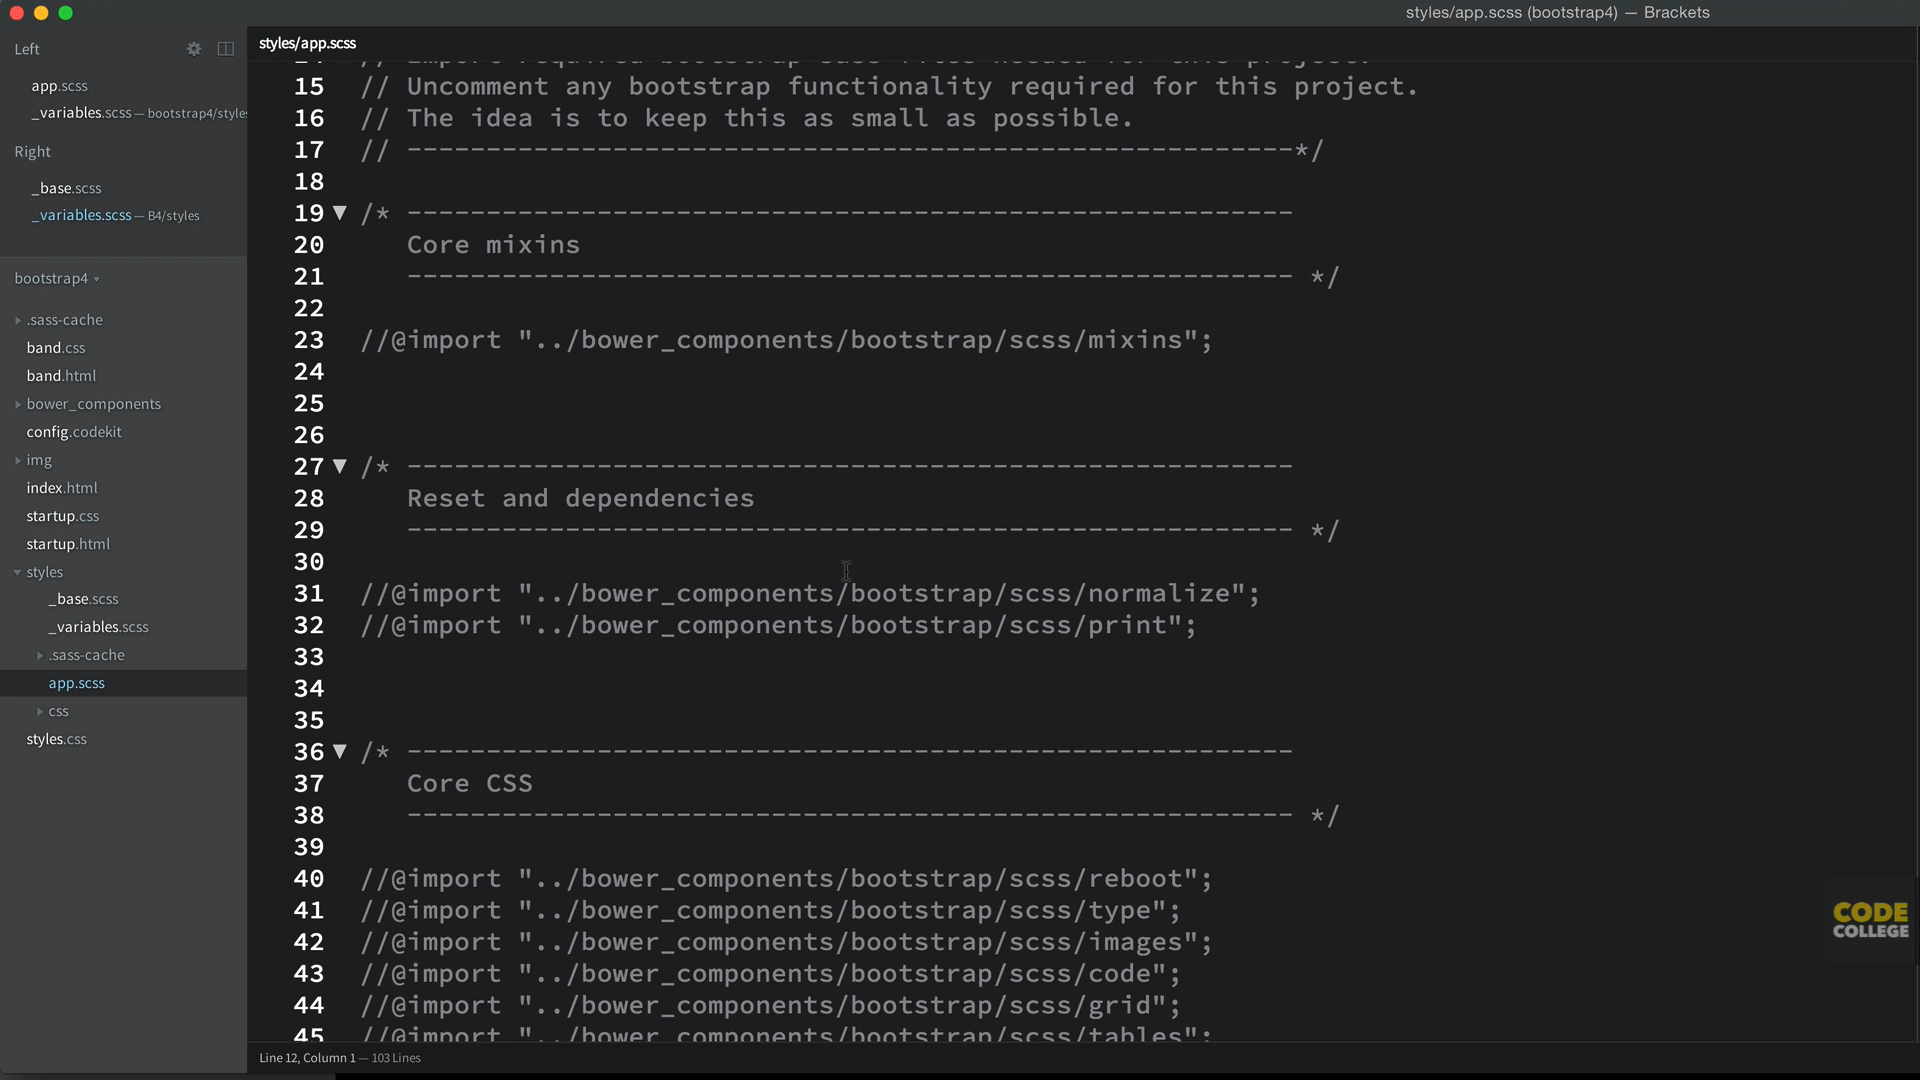 styles/app.scss (bootstrap4) — Brackets
Left
app.scss
_variables.scss — bootstrap4/styles
Right
_base.scss
_variables.scss — B4/styles
bootstrap4
.sass-cache
band.css
band.html
bower_components
config.codekit
img
index.html
startup.css
startup.html
styles
_base.scss
_variables.scss
.sass-cache
app.scss
css
styles.css
styles/app.scss
15 // Uncomment any bootstrap functionality required for this project.
16 // The idea is to keep this as small as possible.
17 // --------------------------------------------------------*/
18
19 /* --------------------------------------------------------
20 Core mixins
21 -------------------------------------------------------- */
22
23 //@import "../bower_components/bootstrap/scss/mixins";
24
25
26
27 /* --------------------------------------------------------
28 Reset and dependencies
29 -------------------------------------------------------- */
30
31 //@import "../bower_components/bootstrap/scss/normalize";
32 //@import "../bower_components/bootstrap/scss/print";
33
34
35
36 /* --------------------------------------------------------
37 Core CSS
38 -------------------------------------------------------- */
39
40 //@import "../bower_components/bootstrap/scss/reboot";
41 //@import "../bower_components/bootstrap/scss/type";
42 //@import "../bower_components/bootstrap/scss/images";
43 //@import "../bower_components/bootstrap/scss/code";
44 //@import "../bower_components/bootstrap/scss/grid";
45 //@import "../bower_components/bootstrap/scss/tables";
Line 12, Column 1 — 103 Lines
CODE
COLLEGE